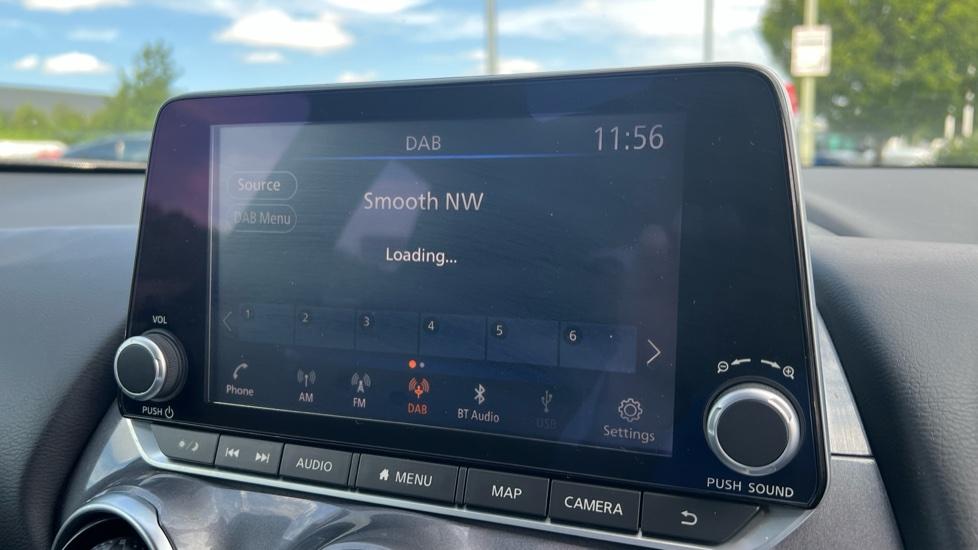 DAB
11:56
Source
Smooth NW
DAB Menu
Loading...
1 2 3 4 5 6
Phone AM FM DAB BT Audio USB Settings
VOL
PUSH
PUSH SOUND
AUDIO MENU MAP CAMERA